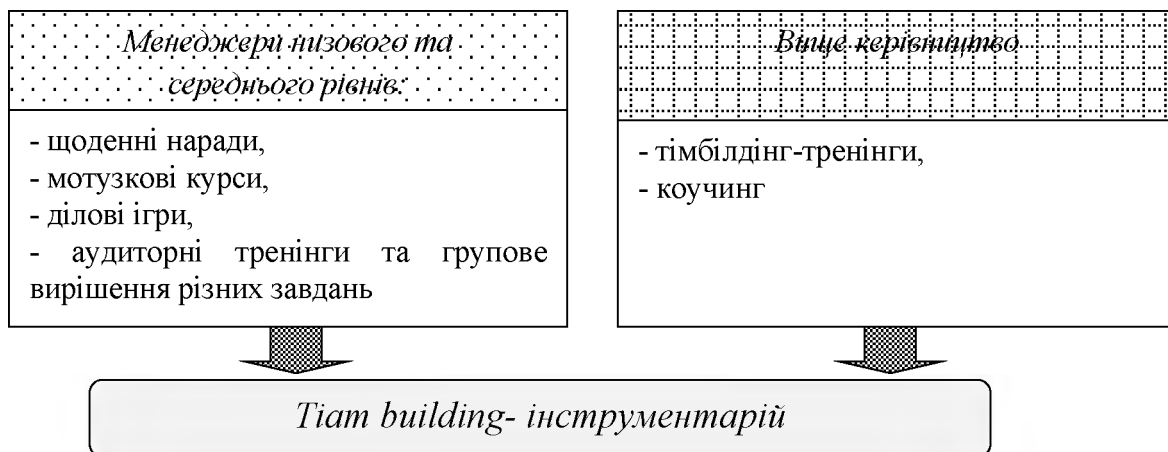 Менеджери низового та
середнього рівнів:
- щоденні наради,
- мотузкові курси,
- ділові ігри,
- аудиторні тренінги та групове
вирішення різних завдань
Вище керівництво
- тімбілдінг-тренінги,
- коучинг
Тіат building- інструментарій